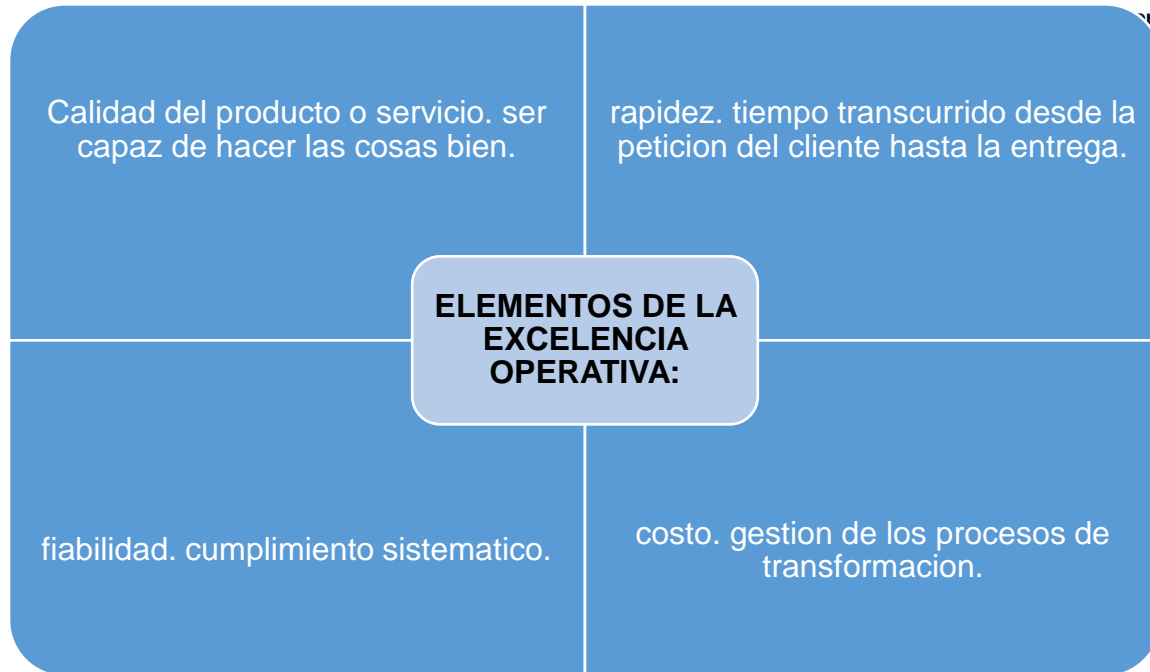 Calidad del producto o servicio. ser
capaz de hacer las cosas bien.
rapidez. tiempo transcurrido desde la
peticion del cliente hasta la entrega.
ELEMENTOS DE LA
EXCELENCIA
OPERATIVA:
fiabilidad. cumplimiento sistematico.
costo. gestion de los procesos de
transformacion.